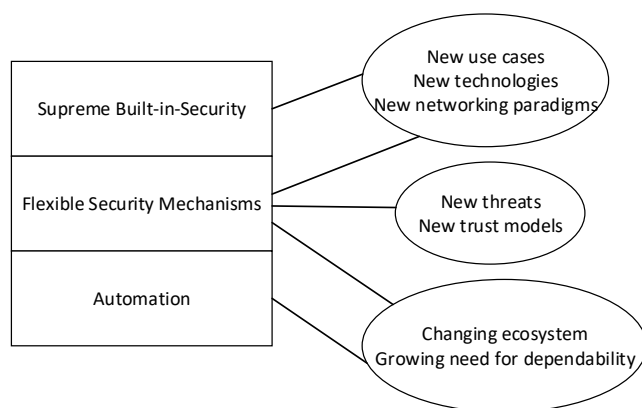 Supreme Built-in-Security
Flexible Security Mechanisms
Automation
New use cases
New technologies
New networking paradigms
New threats
New trust models
Changing ecosystem
Growing need for dependability